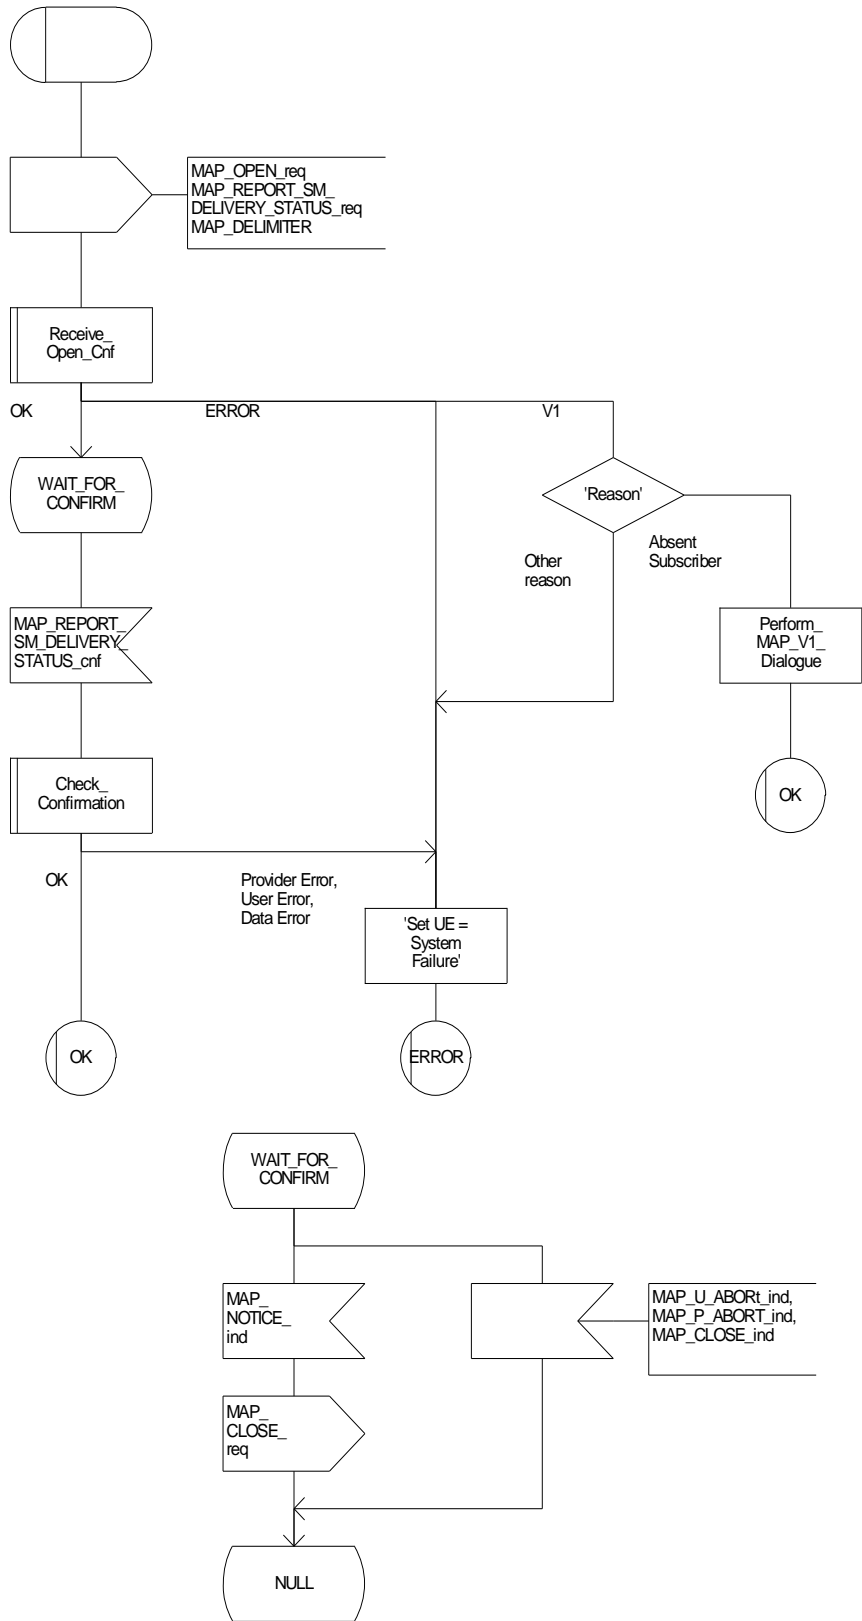 MAP_OPEN_req
MAP_REPORT_SM_
DELIVERY_STATUS_req
MAP_DELIMITER
Receive_
Open_Cnf
OK
ERROR
V1
WAIT_FOR_
CONFIRM
'Reason'
Other
reason
Absent
Subscriber
MAP_REPORT_
SM_DELIVERY_
STATUS_cnf
Perform_
MAP_V1_
Dialogue
Check_
Confirmation
OK
OK
Provider Error,
User Error,
Data Error
'Set UE =
System
Failure'
OK
ERROR
WAIT_FOR_
CONFIRM
MAP_
NOTICE_
ind
MAP_U_ABORt_ind,
MAP_P_ABORT_ind,
MAP_CLOSE_ind
MAP_
CLOSE_
req
NULL